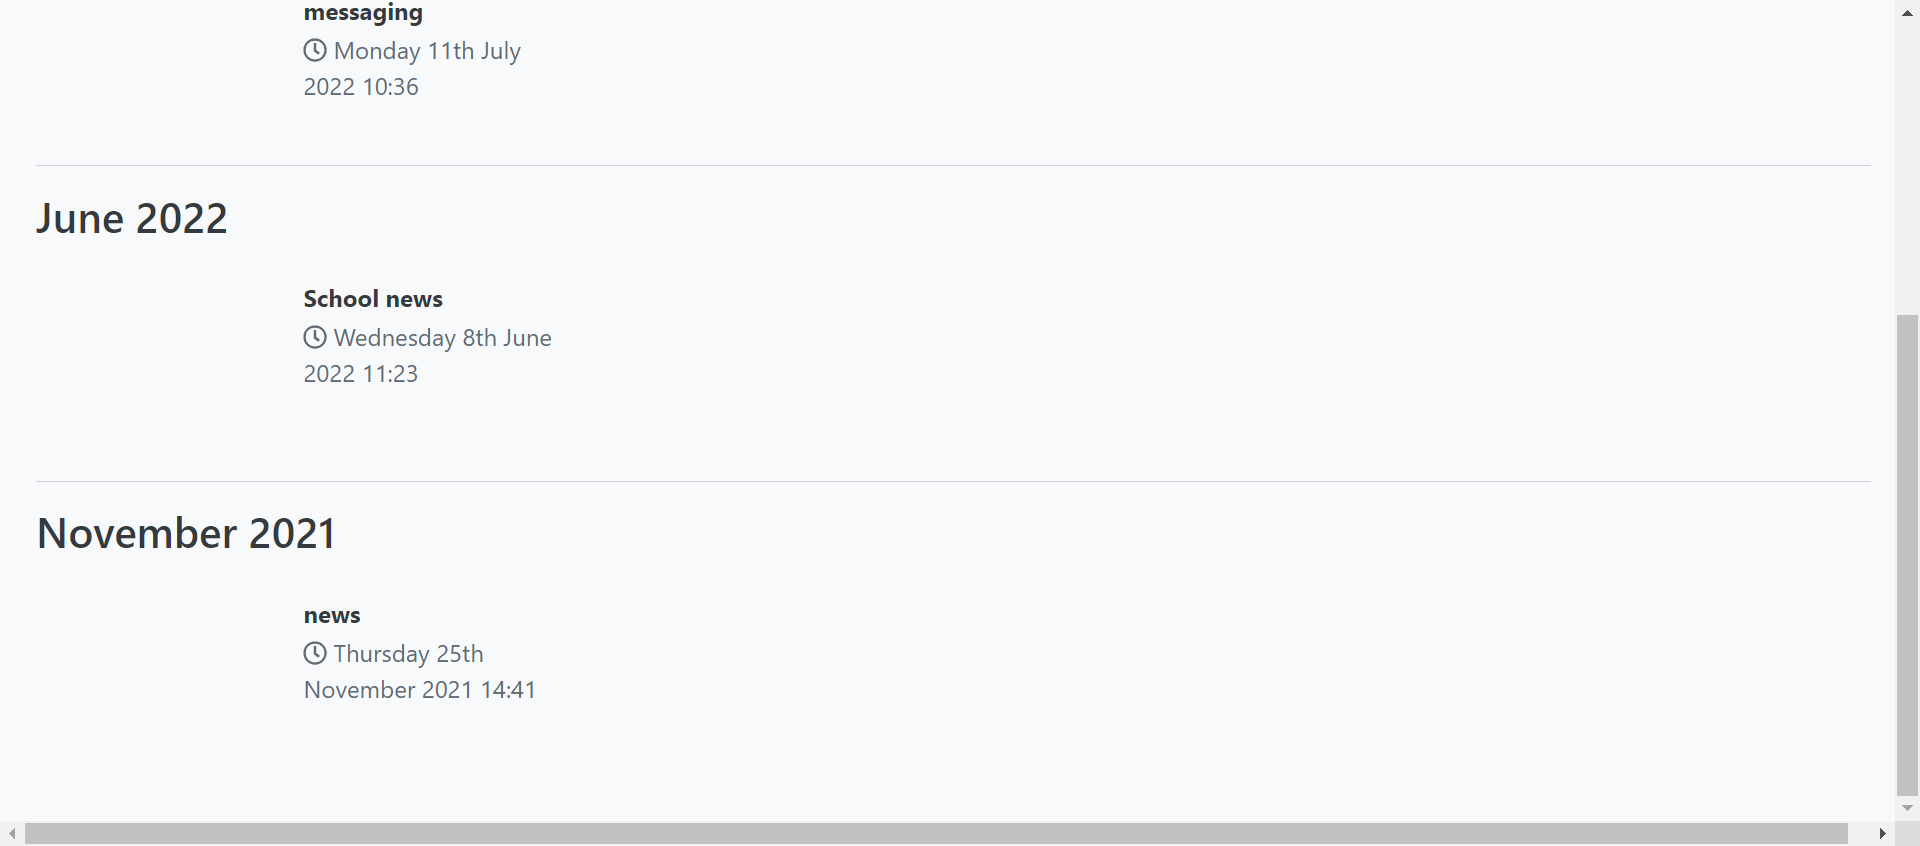 messaging
Monday 11th July
2022 10:36
June 2022
School news
Wednesday 8th June
2022 11:23
November 2021
news
Thursday 25th
November 2021 14:41